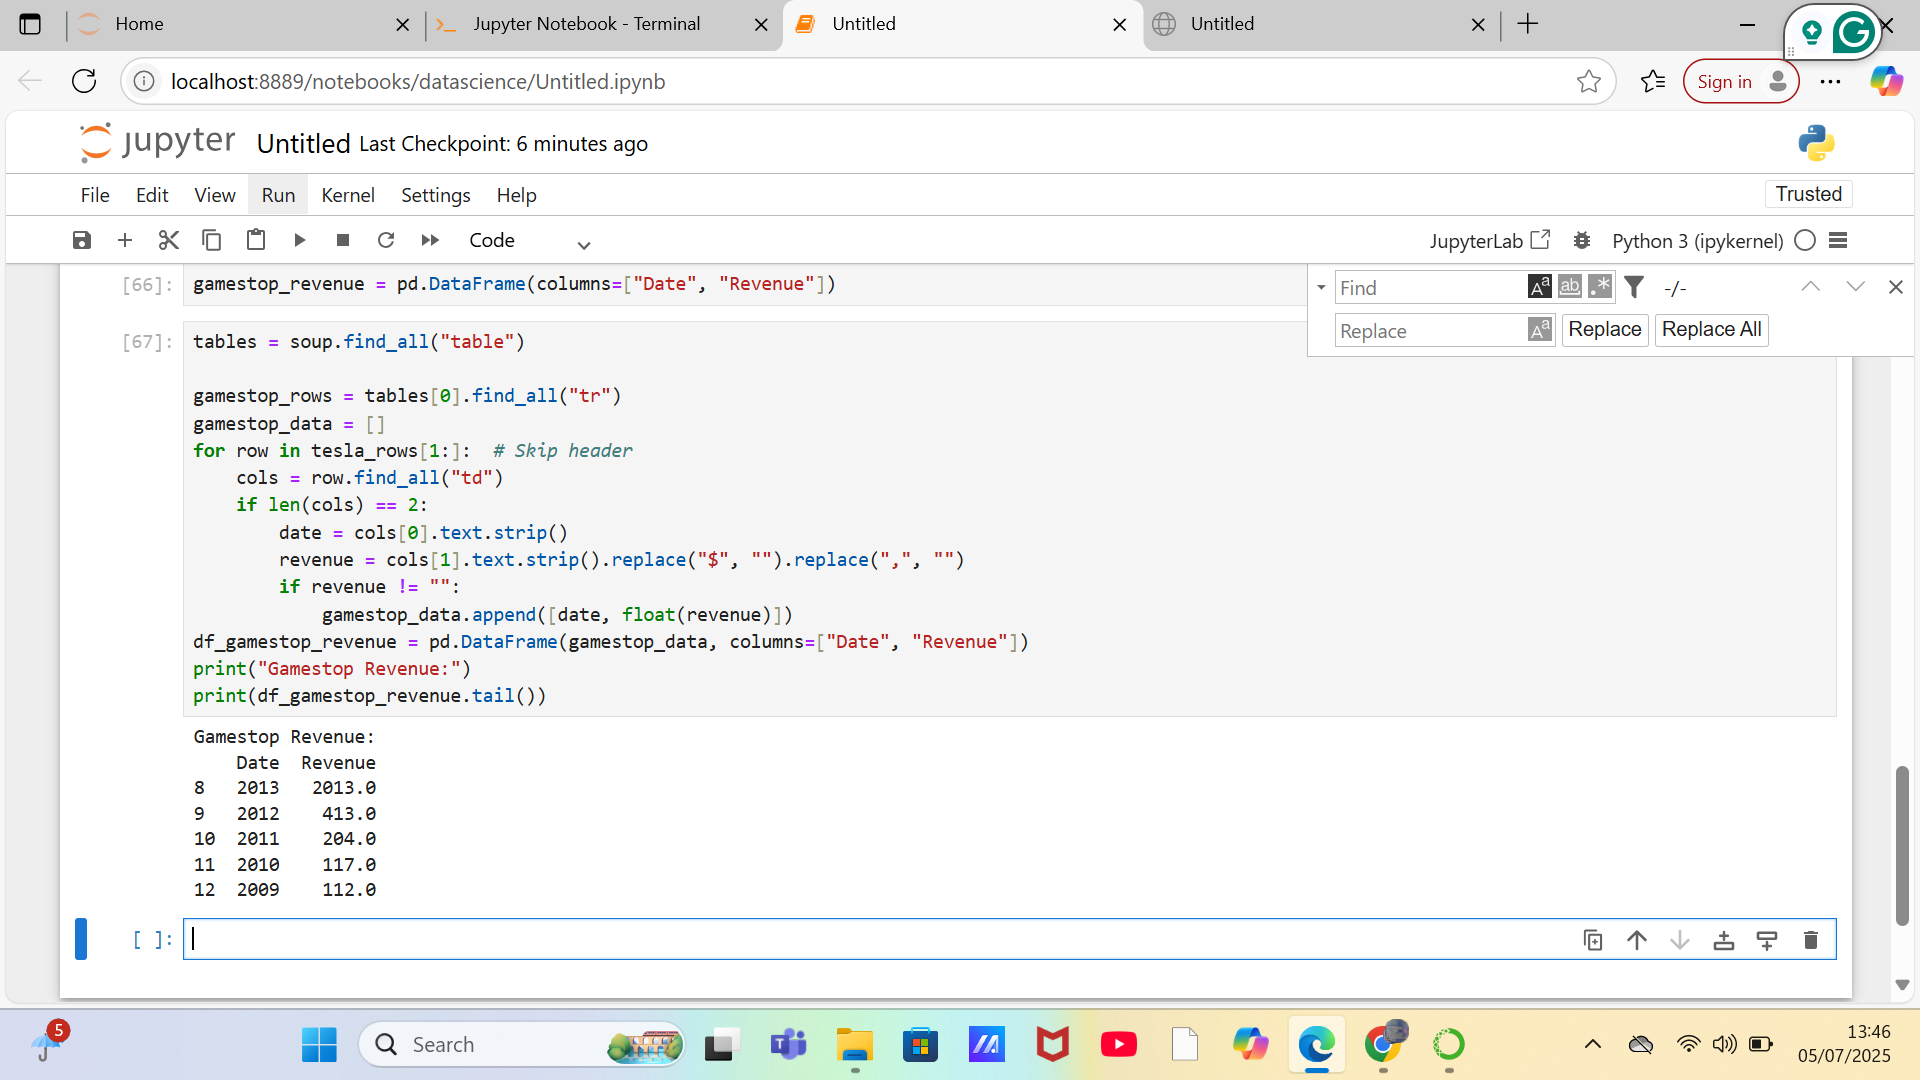 Home
Jupyter Notebook - Terminal
Untitled
Untitled
localhost:8889/notebooks/datascience/Untitled.ipynb
Sign in
jupyter Untitled Last Checkpoint: 6 minutes ago
File Edit View Run Kernel Settings Help
Trusted
Code
JupyterLab
Python 3 (ipykernel)
[66]: gamestop_revenue = pd.DataFrame(columns=["Date", "Revenue"])
Find
Aa
ab
.*
-/-
Replace
Aa
Replace
Replace All
[67]: tables = soup.find_all("table")
gamestop_rows = tables[0].find_all("tr")
gamestop_data = []
for row in tesla_rows[1:]:  # Skip header
    cols = row.find_all("td")
    if len(cols) == 2:
        date = cols[0].text.strip()
        revenue = cols[1].text.strip().replace("$", "").replace(",", "")
        if revenue != "":
            gamestop_data.append([date, float(revenue)])
df_gamestop_revenue = pd.DataFrame(gamestop_data, columns=["Date", "Revenue"])
print("Gamestop Revenue:")
print(df_gamestop_revenue.tail())
Gamestop Revenue:
    Date  Revenue
8   2013   2013.0
9   2012    413.0
10  2011    204.0
11  2010    117.0
12  2009    112.0
[ ]:
5
Search
13:46
05/07/2025